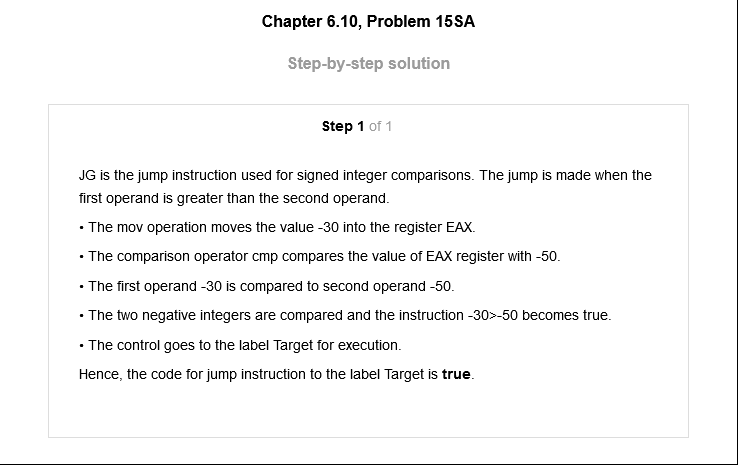 Chapter 6.10, Problem 15SA
Step-by-step solution
Step 1 of 1
JG is the jump instruction used for signed integer comparisons. The jump is made when the
first operand is greater than the second operand.
• The mov operation moves the value -30 into the register EAX.
• The comparison operator cmp compares the value of EAX register with -50.
• The first operand -30 is compared to second operand -50.
• The two negative integers are compared and the instruction -30>-50 becomes true.
• The control goes to the label Target for execution.
Hence, the code for jump instruction to the label Target is true.